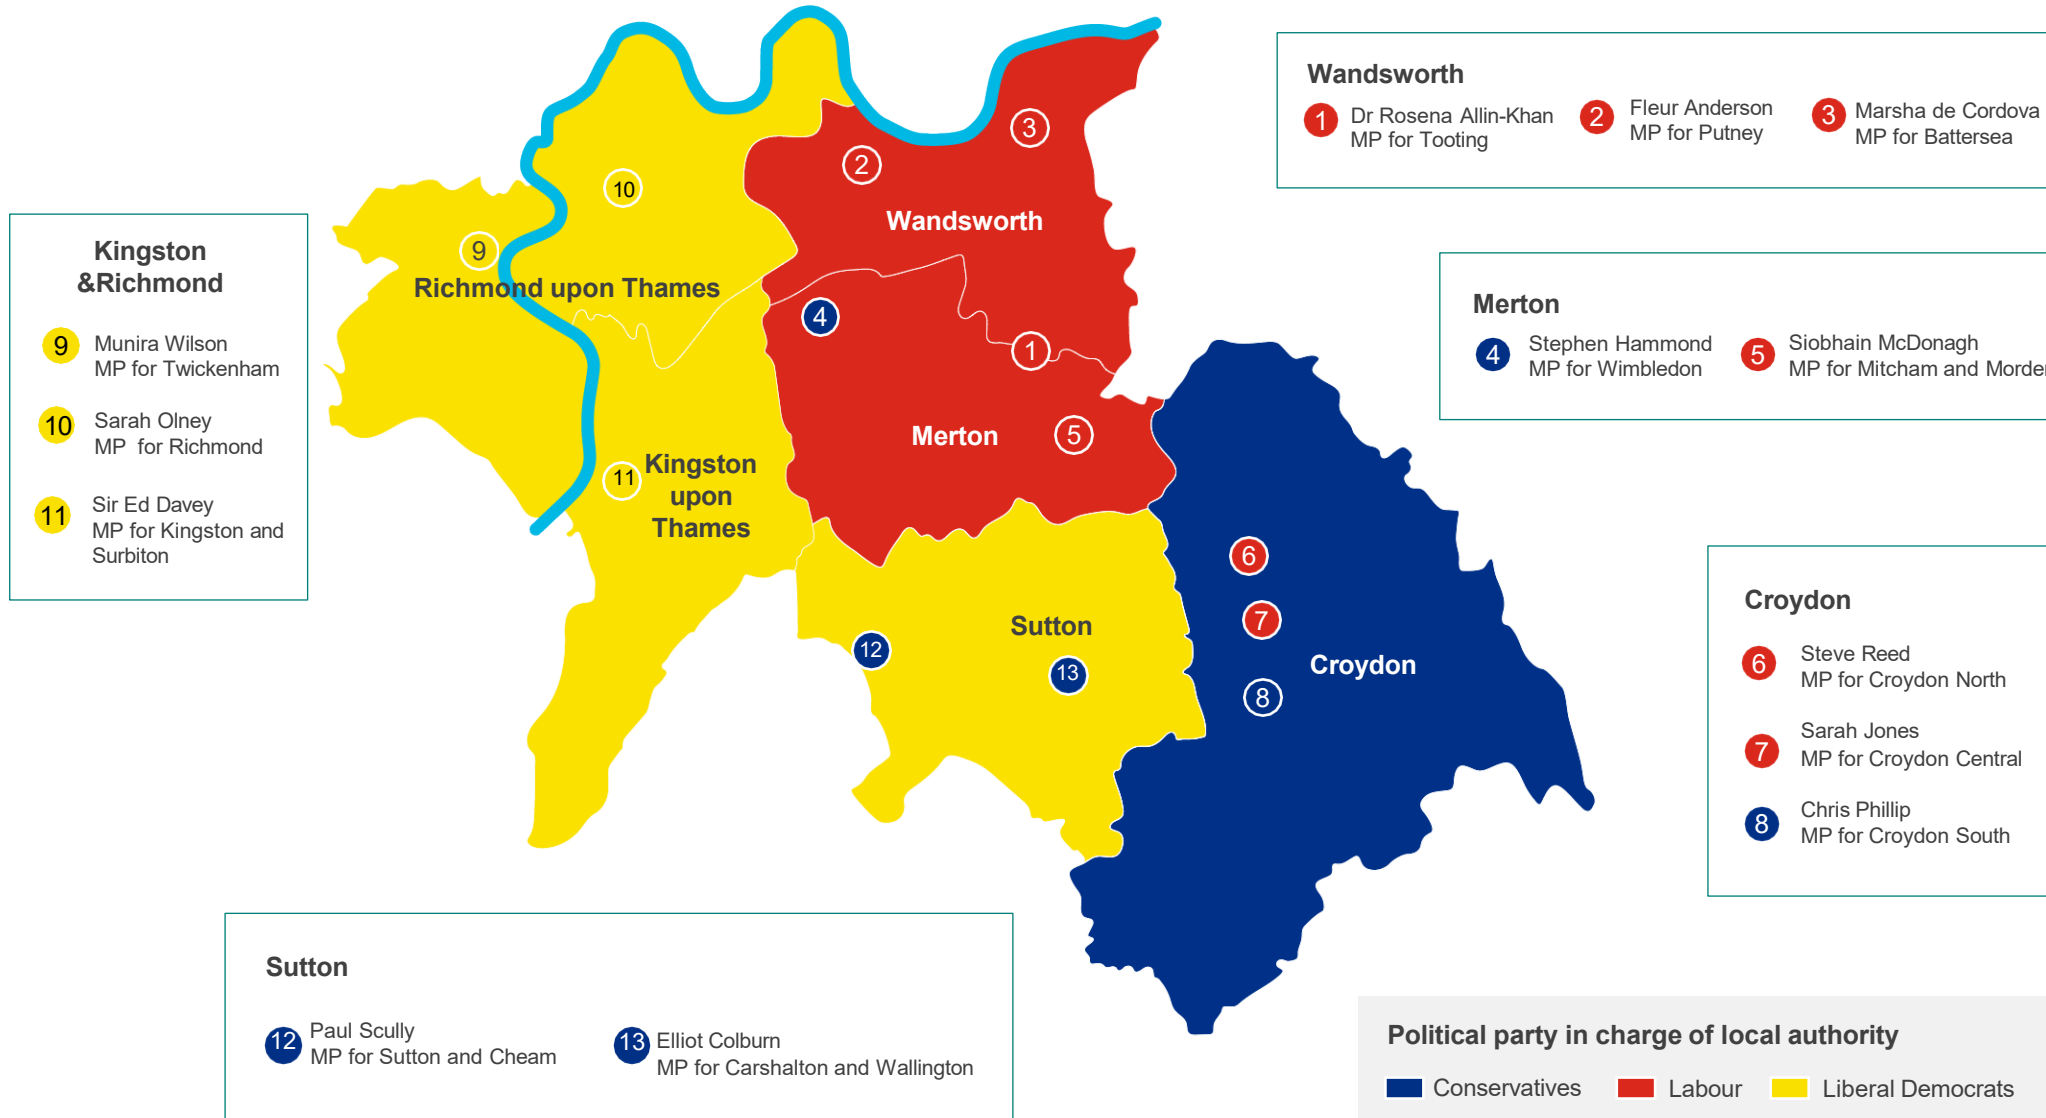 Wandsworth
1 Dr Rosena Allin-Khan
MP for Tooting
2 Fleur Anderson
MP for Putney
3 Marsha de Cordova
MP for Battersea
Kingston
&Richmond
9 Munira Wilson
MP for Twickenham
10 Sarah Olney
MP for Richmond
11 Sir Ed Davey
MP for Kingston and
Surbiton
3
2
10
Wandsworth
9
Richmond upon Thames
4
1
Merton
5
Kingston
upon
Thames
11
6
7
Sutton
12
13
Croydon
8
Merton
4 Stephen Hammond
MP for Wimbledon
5 Siobhain McDonagh
MP for Mitcham and Morden
Croydon
6 Steve Reed
MP for Croydon North
7 Sarah Jones
MP for Croydon Central
8 Chris Phillip
MP for Croydon South
Sutton
12 Paul Scully
MP for Sutton and Cheam
13 Elliot Colburn
MP for Carshalton and Wallington
Political party in charge of local authority
Conservatives
Labour
Liberal Democrats